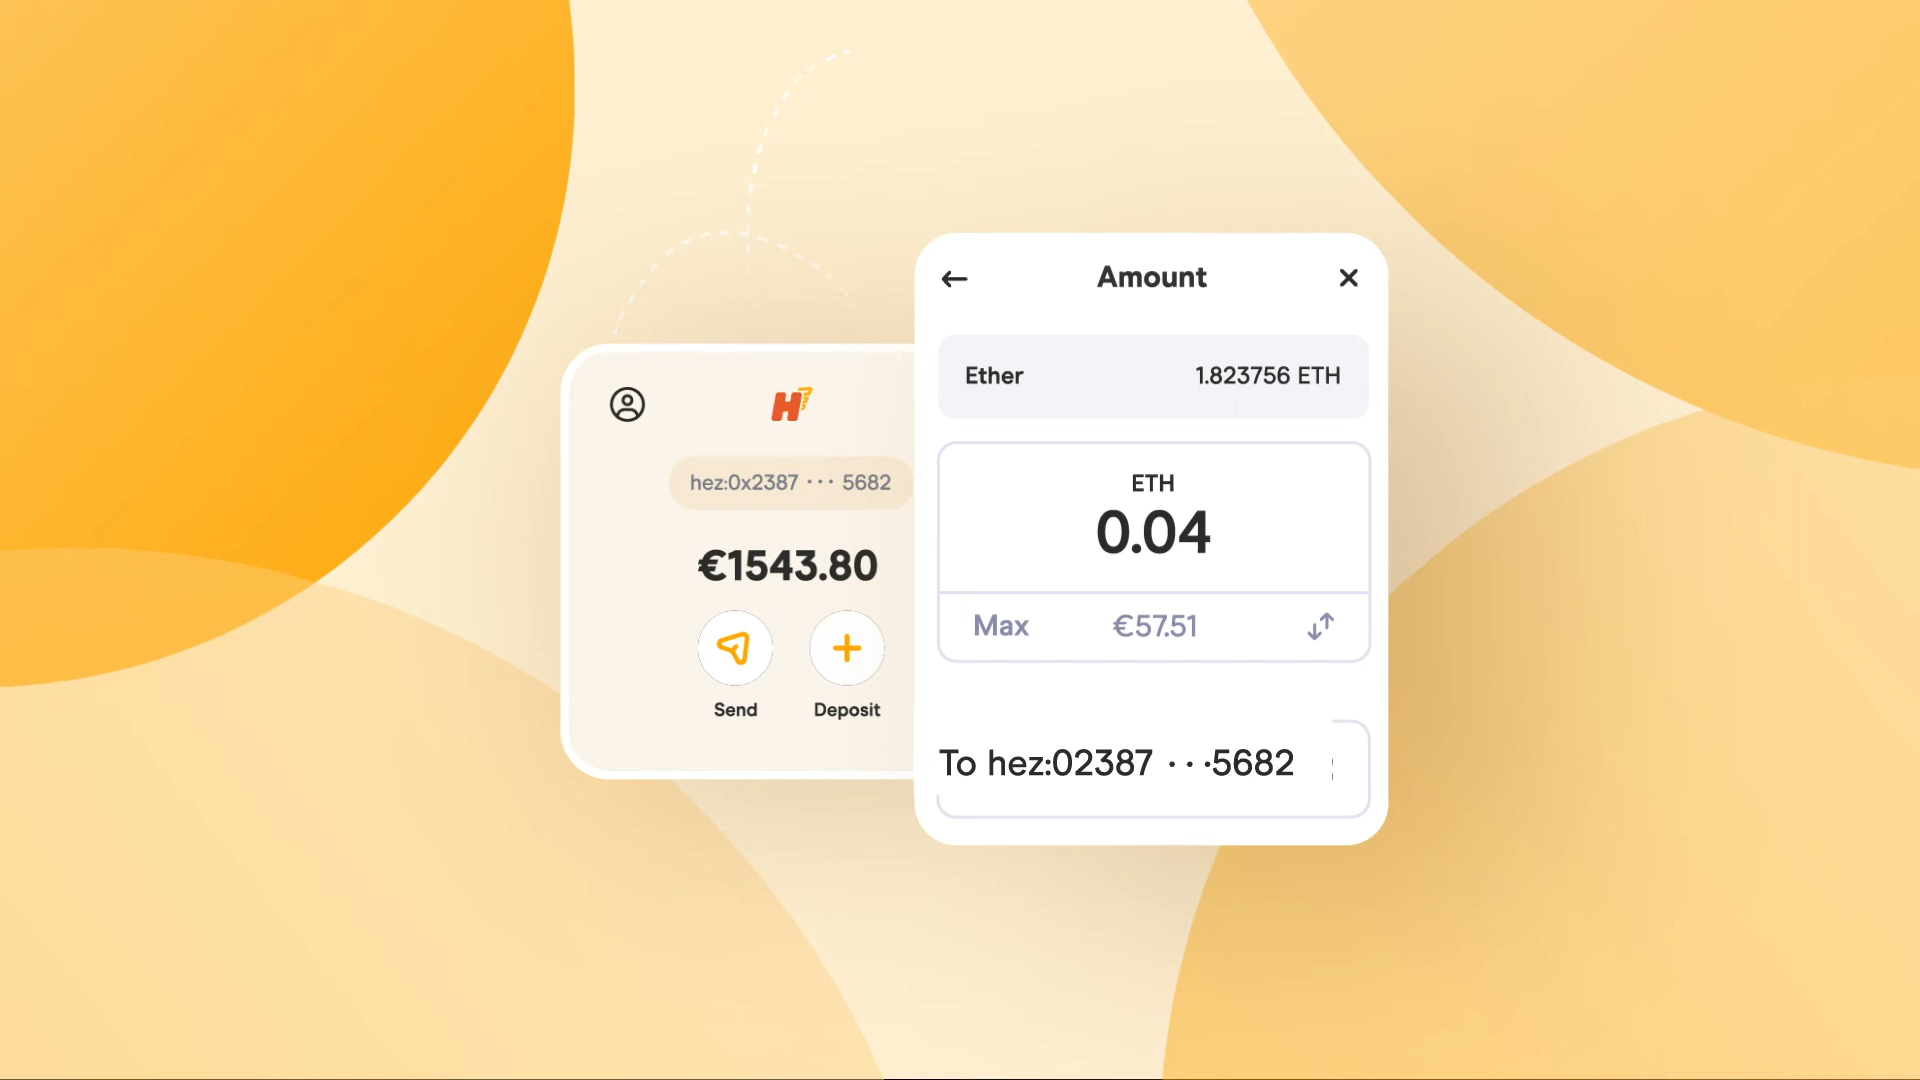 hez:0x2387 ··· 5682
€1543.80
Send
Deposit
Amount
Ether
1.823756 ETH
ETH
0.04
Max
€57.51
To hez:02387 ···5682